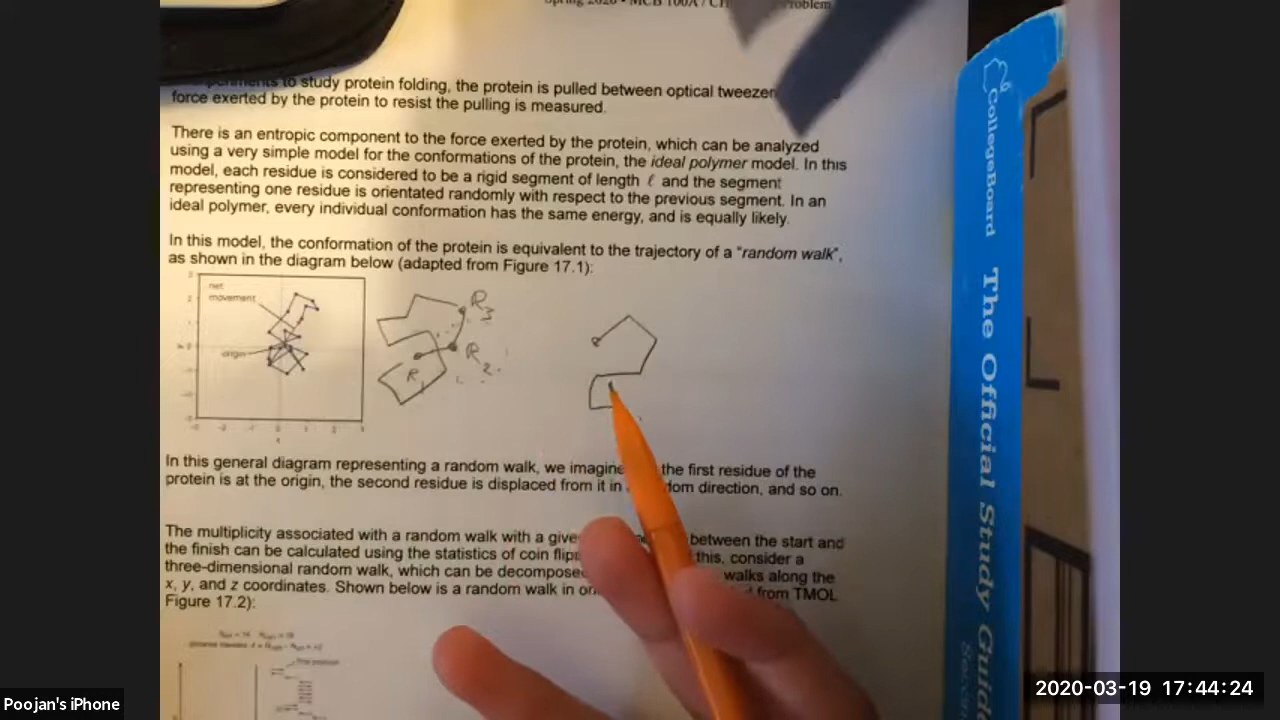 to study protein folding, the protein is pulled between optical
force exerted by the protein to resist the pulling is measured.
There is an entropic component to the force exerted by the protein, which can be analyzed
using a very simple model for the conformations of the protein, the ideal polymer model. In this
model, each residue is considered to be a rigid segment of length ℓ and the segment
representing one residue is orientated randomly with respect to the previous segment. In an
ideal polymer, every individual conformation has the same energy, and is equally likely.
In this model, the conformation of the protein is equivalent to the trajectory of a "random walk",
as shown in the diagram below (adapted from Figure 17.1):
net
movement
origin
R3
R2
R1
In this general diagram representing a random walk, we imagine the first residue of the
protein is at the origin, the second residue is displaced from it in direction, and so on.
The multiplicity associated with a random walk with a between the start and
the finish can be calculated using the statistics of coin this, consider a
three-dimensional random walk, which can be walks along the
x, y, and z coordinates. Shown below is a random walk in from TMOL
Figure 17.2):
CollegeBoard
The Official Study Guide
Poojan's iPhone
2020-03-19 17:44:24